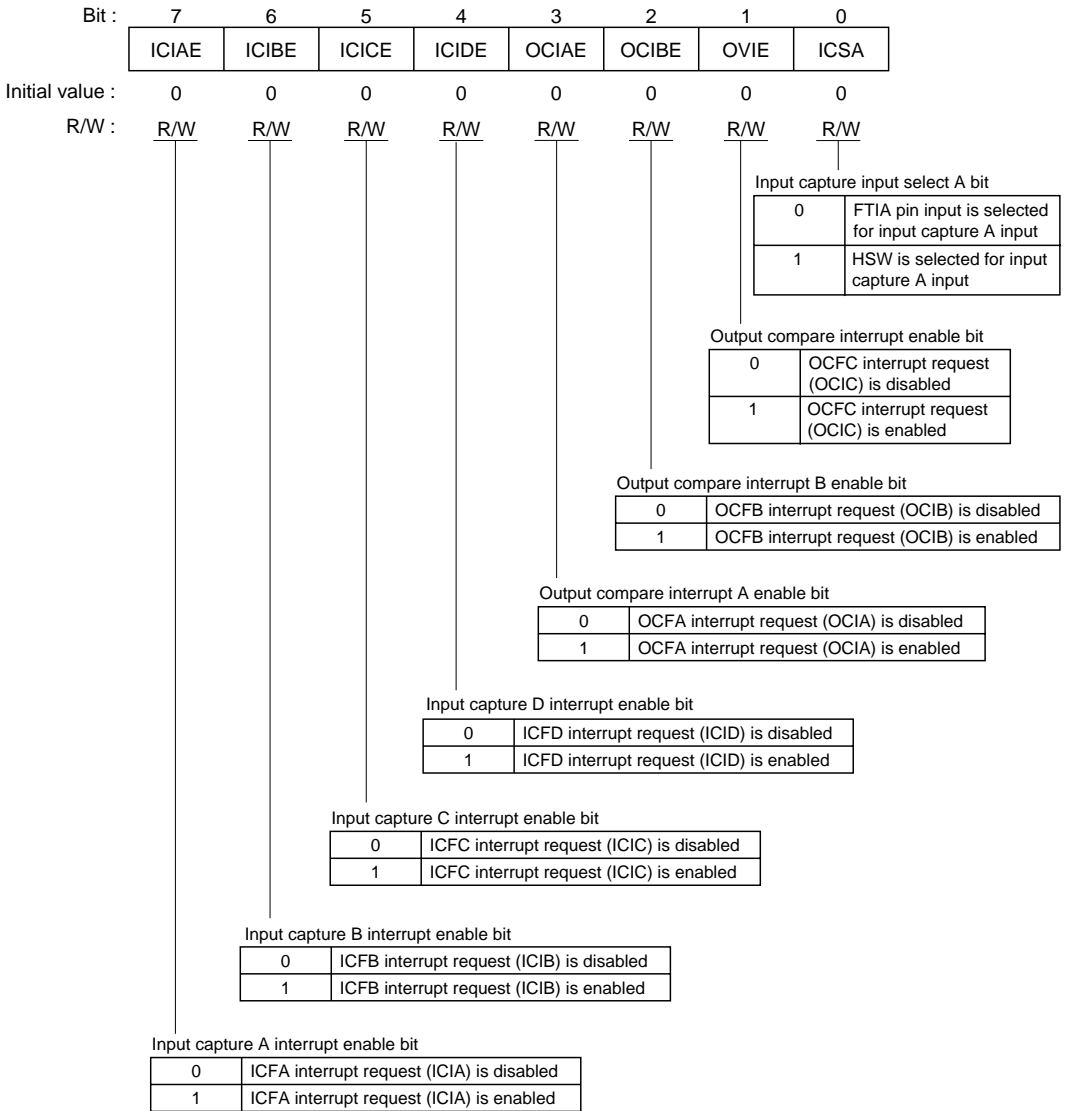 Bit : 7 6 5 4 3 2 1 0
ICIAE ICIBE ICICE ICIDE OCIAE OCIBE OVIE ICSA
Initial value : 0 0 0 0 0 0 0 0
R/W : R/W R/W R/W R/W R/W R/W R/W R/W
Input capture input select A bit
0 FTIA pin input is selected
for input capture A input
1 HSW is selected for input
capture A input
Output compare interrupt enable bit
0 OCFC interrupt request
(OCIC) is disabled
1 OCFC interrupt request
(OCIC) is enabled
Output compare interrupt B enable bit
0 OCFB interrupt request (OCIB) is disabled
1 OCFB interrupt request (OCIB) is enabled
Output compare interrupt A enable bit
0 OCFA interrupt request (OCIA) is disabled
1 OCFA interrupt request (OCIA) is enabled
Input capture D interrupt enable bit
0 ICFD interrupt request (ICID) is disabled
1 ICFD interrupt request (ICID) is enabled
Input capture C interrupt enable bit
0 ICFC interrupt request (ICIC) is disabled
1 ICFC interrupt request (ICIC) is enabled
Input capture B interrupt enable bit
0 ICFB interrupt request (ICIB) is disabled
1 ICFB interrupt request (ICIB) is enabled
Input capture A interrupt enable bit
0 ICFA interrupt request (ICIA) is disabled
1 ICFA interrupt request (ICIA) is enabled